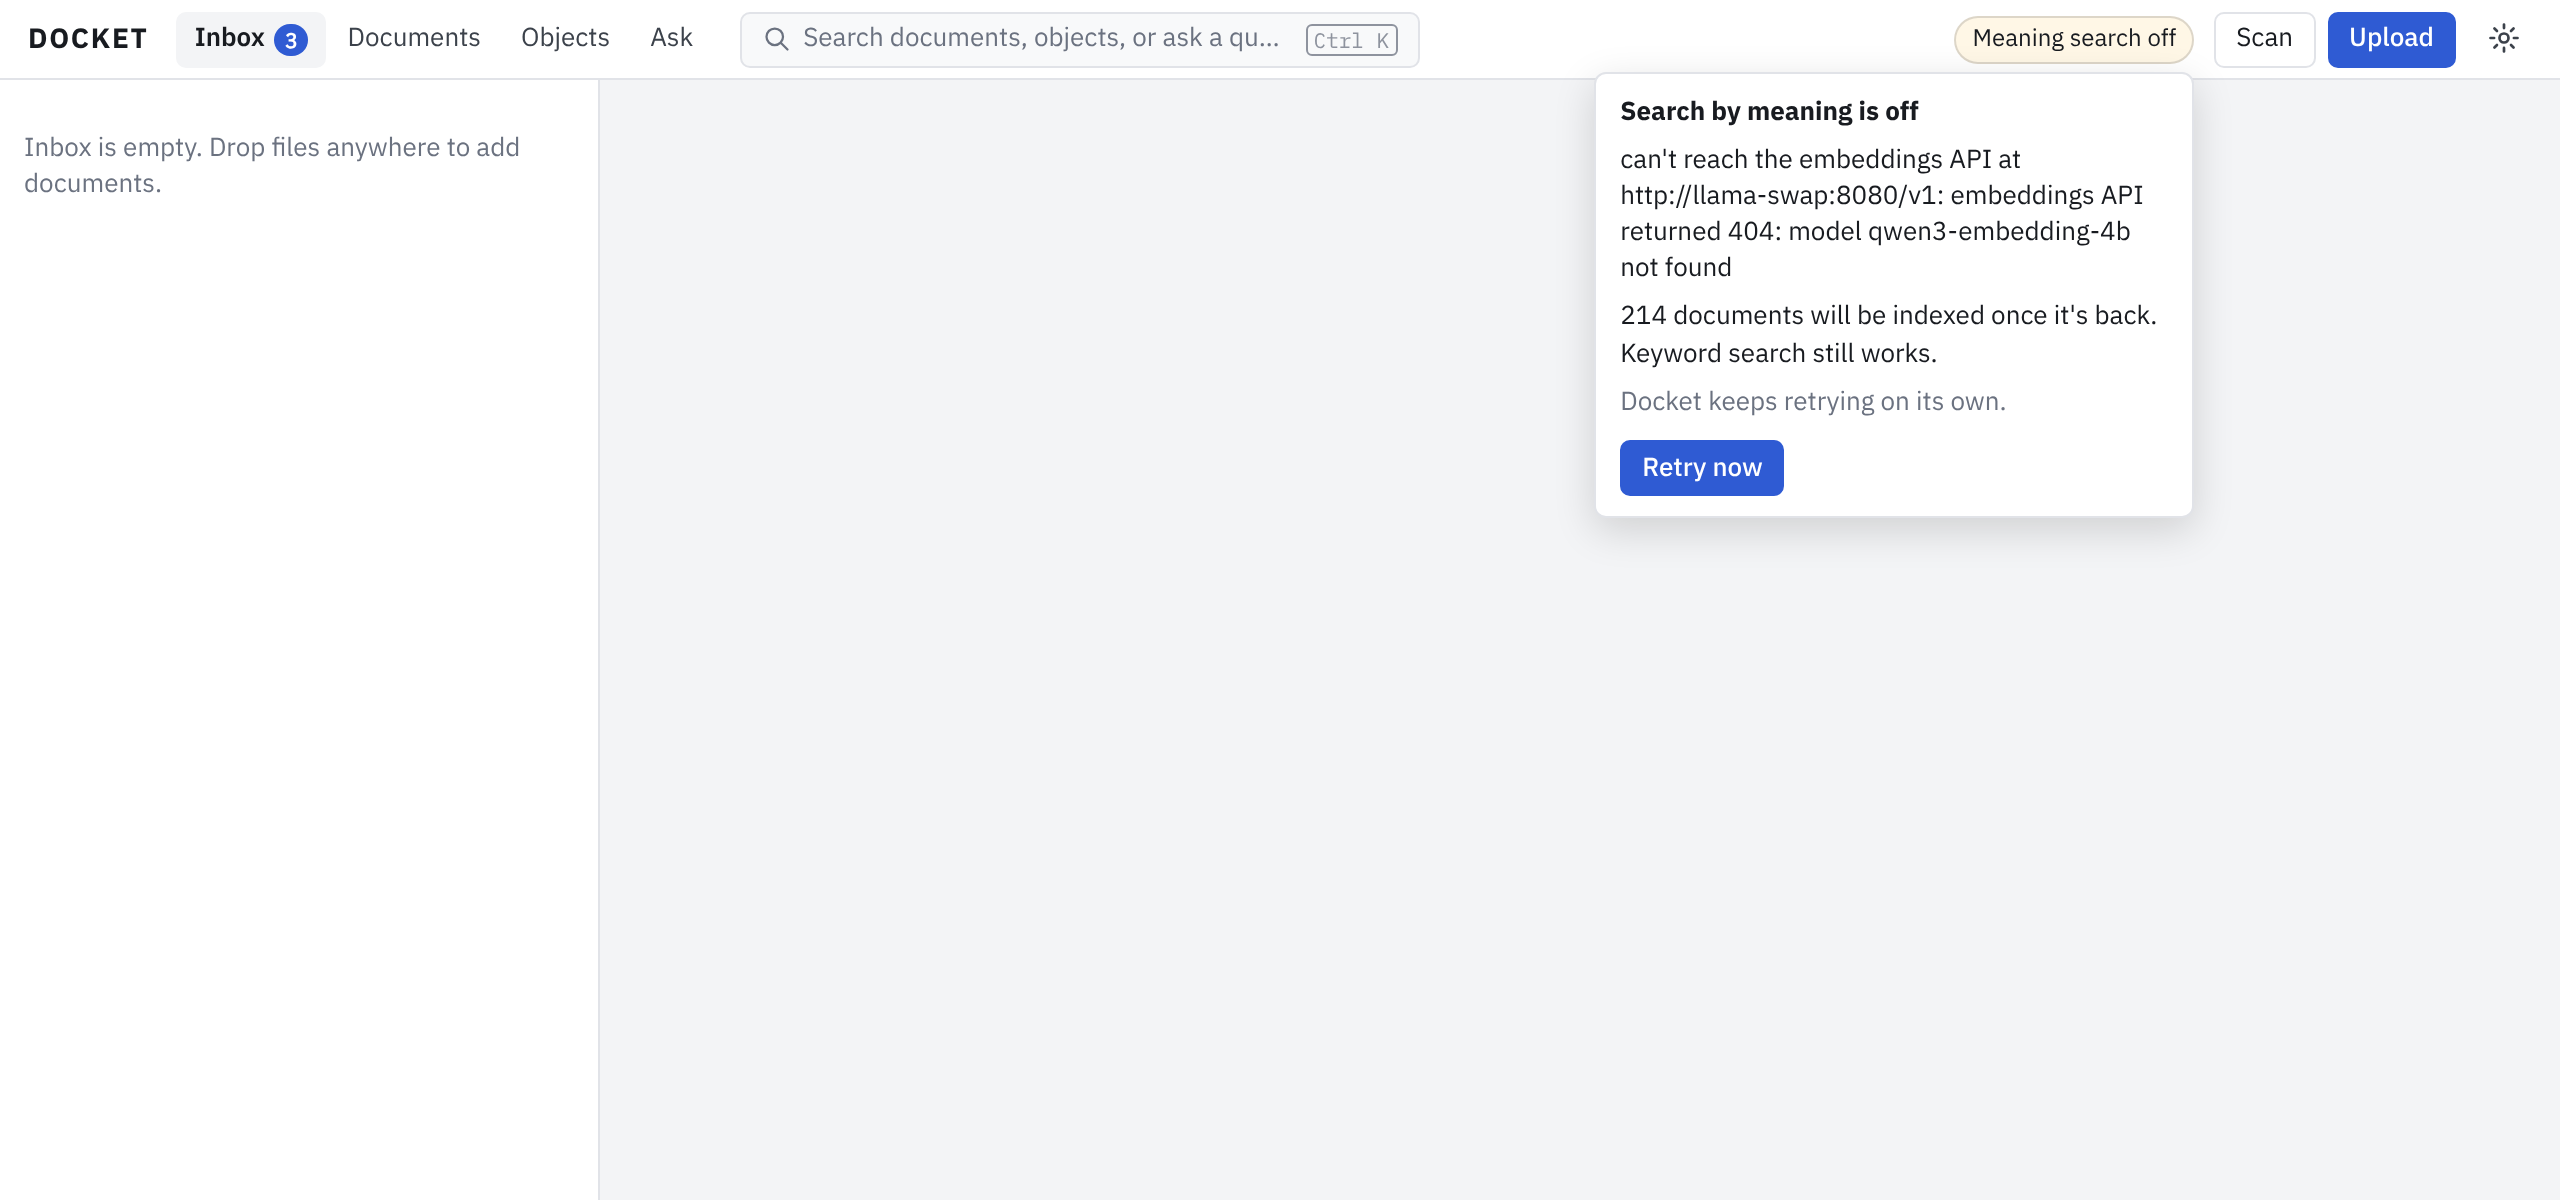 DOCKET
Inbox 3
Documents
Objects
Ask
Search documents, objects, or ask a qu...
Ctrl K
Meaning search off
Scan
Upload
Inbox is empty. Drop files anywhere to add
documents.
Search by meaning is off
can't reach the embeddings API at
http://llama-swap:8080/v1: embeddings API
returned 404: model qwen3-embedding-4b
not found
214 documents will be indexed once it's back.
Keyword search still works.
Docket keeps retrying on its own.
Retry now